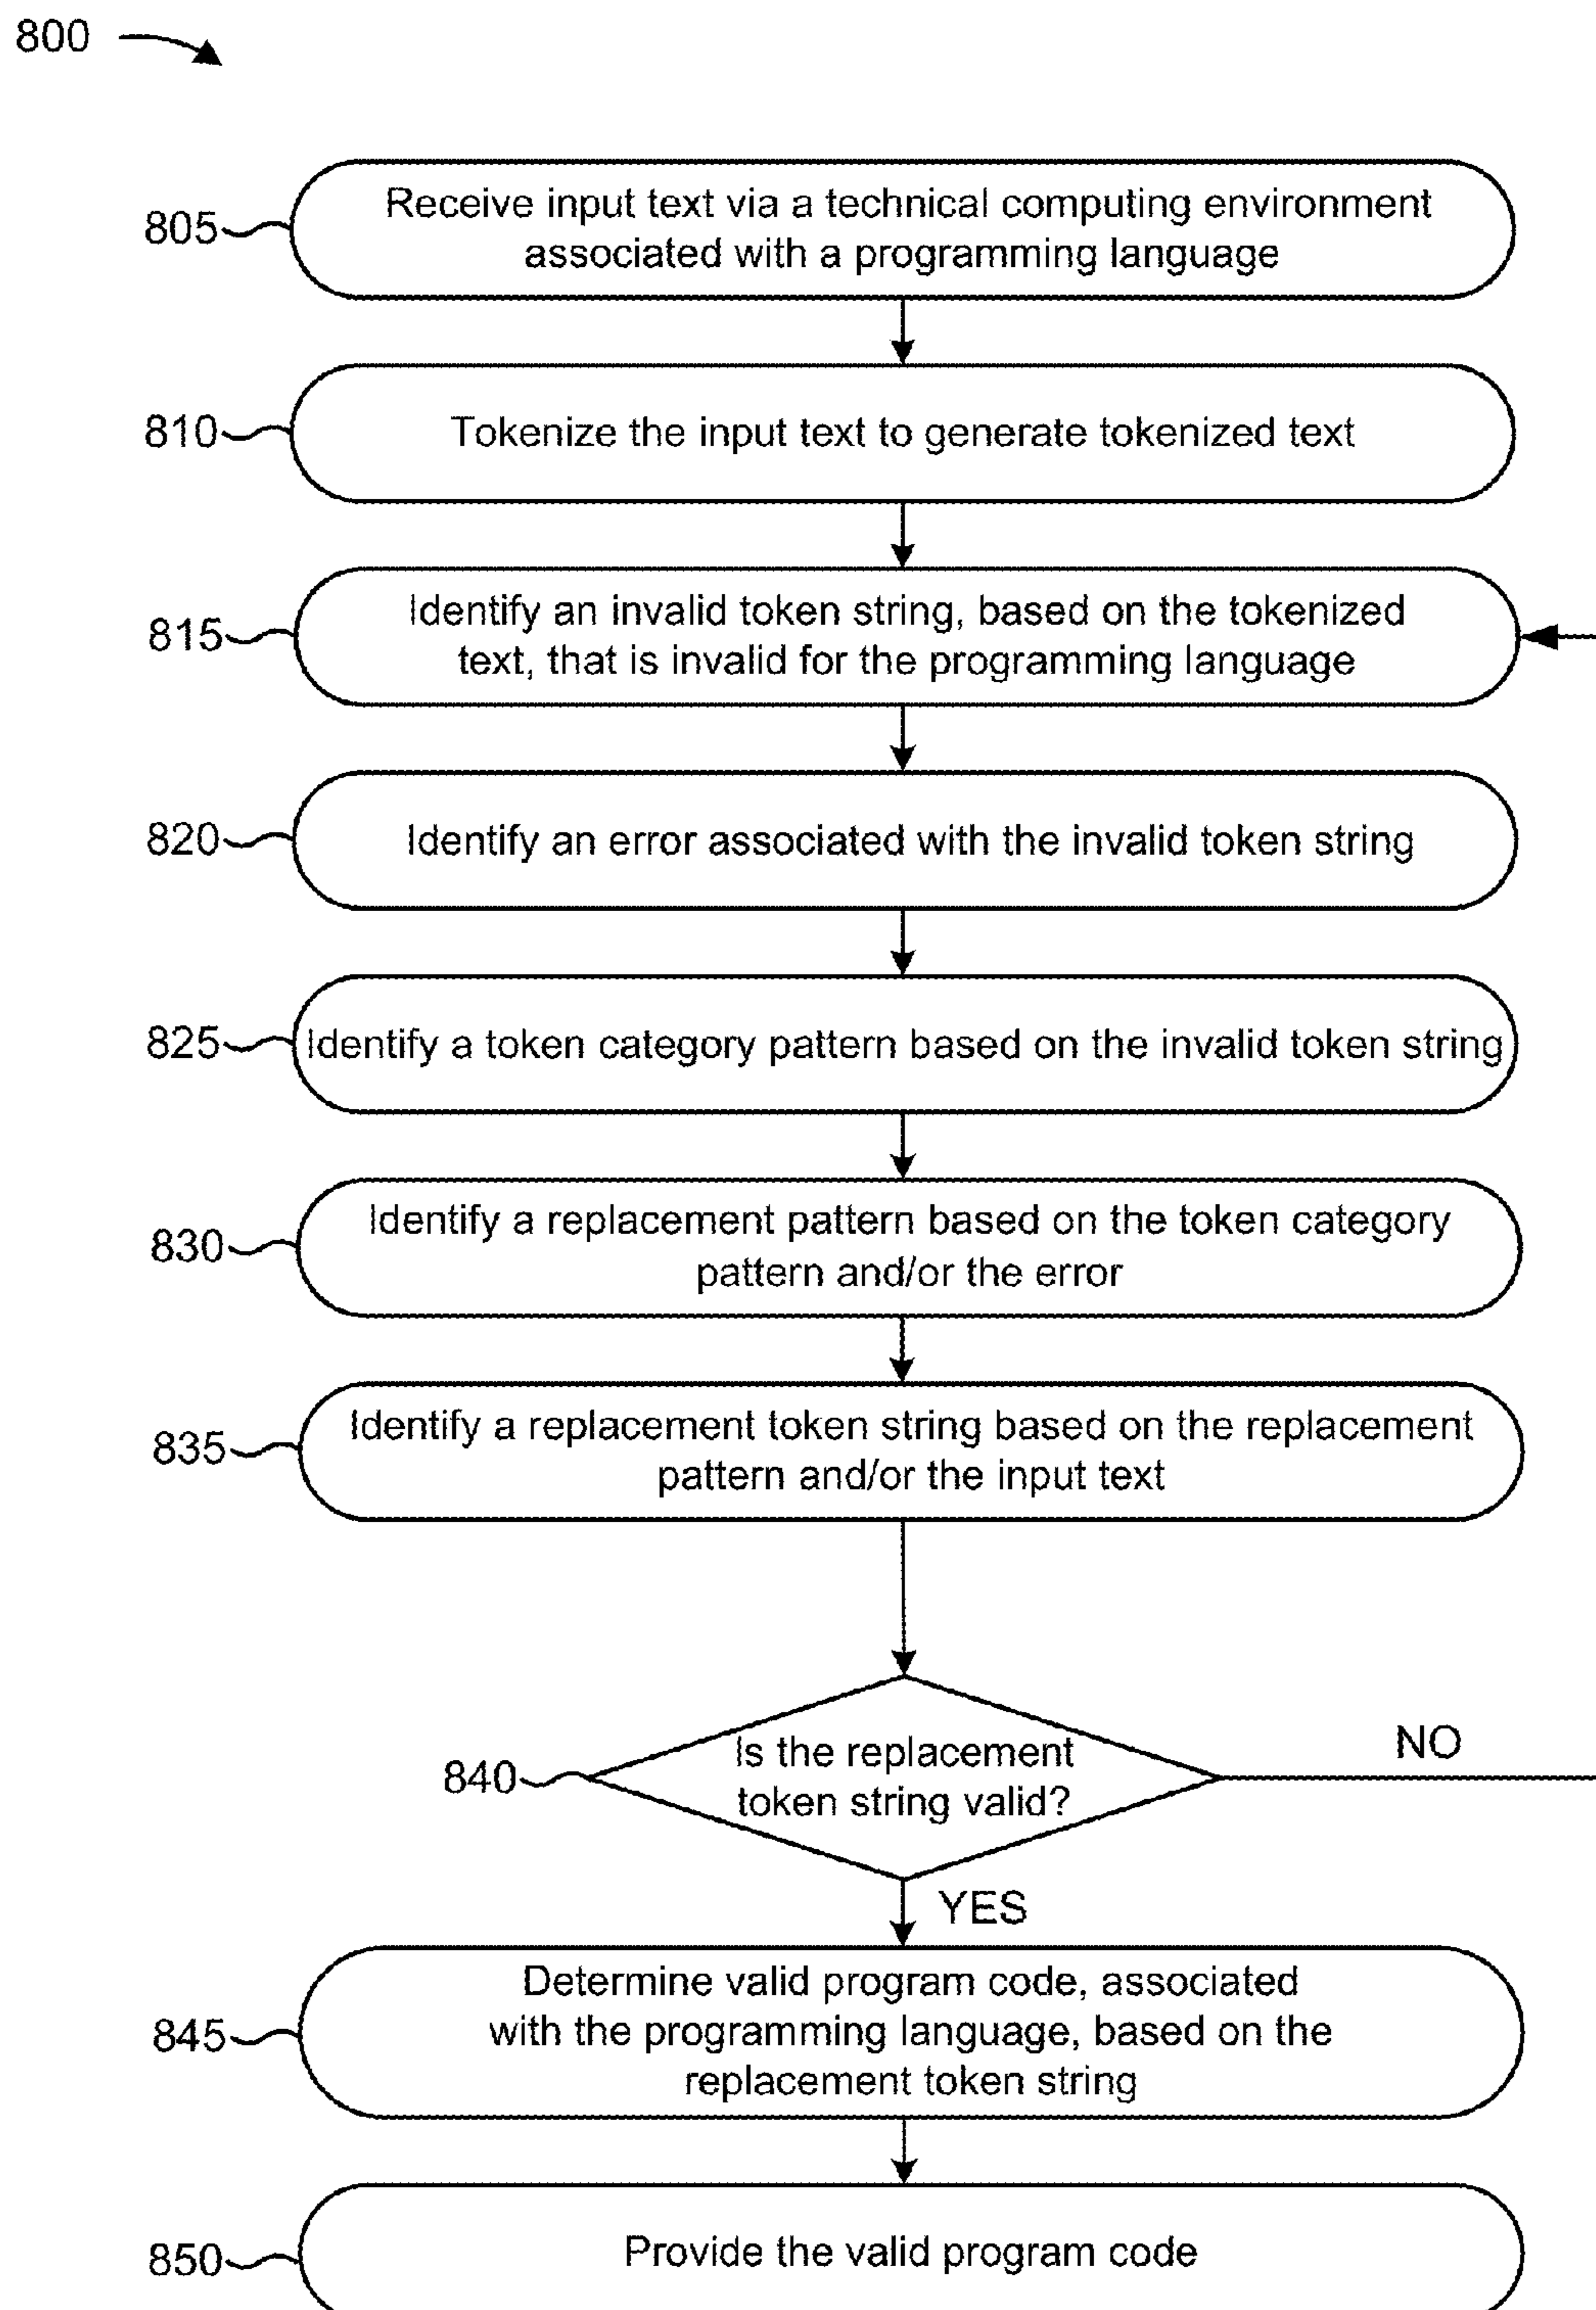 800
805
Receive input text via a technical computing environment
associated with a programming language
810
Tokenize the input text to generate tokenized text
815
Identify an invalid token string, based on the tokenized
text, that is invalid for the programming language
820
Identify an error associated with the invalid token string
825
Identify a token category pattern based on the invalid token string
830
Identify a replacement pattern based on the token category
pattern and/or the error
835
Identify a replacement token string based on the replacement
pattern and/or the input text
840
Is the replacement
token string valid?
NO
YES
845
Determine valid program code, associated
with the programming language, based on the
replacement token string
850
Provide the valid program code